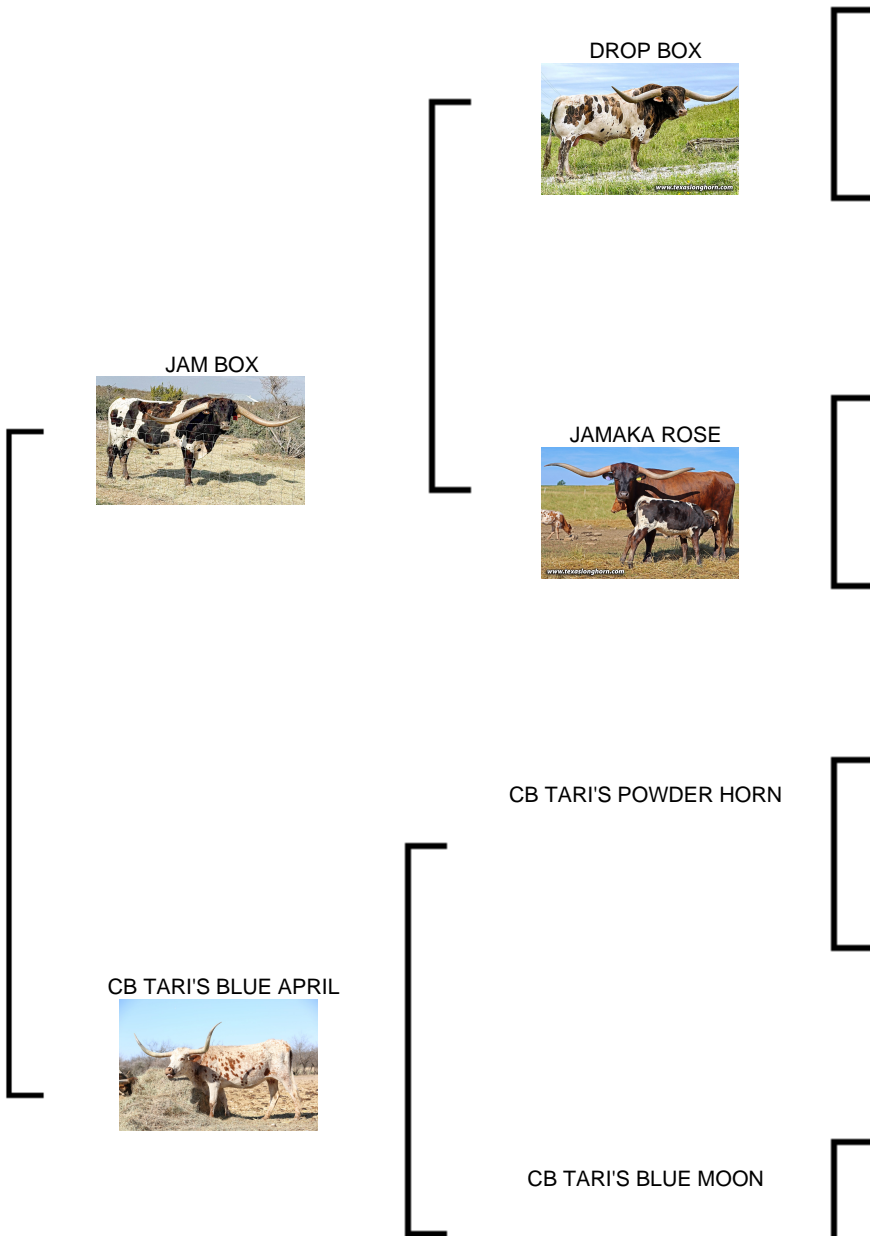 DROP BOX
www.texaslonghorn.com
JAM BOX
JAMAKA ROSE
www.texaslonghorn.com
CB TARI'S POWDER HORN
CB TARI'S BLUE APRIL
CB TARI'S BLUE MOON